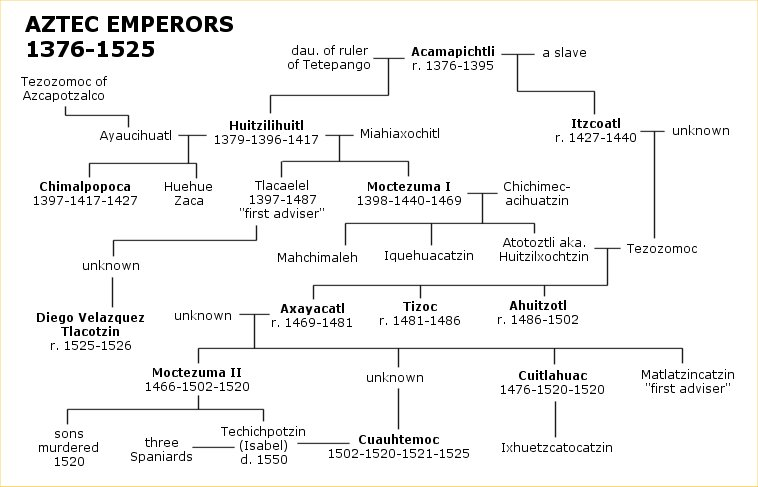 AZTEC EMPERORS
1376-1525
dau. of ruler
of Tetepango
Acamapichtli
r. 1376-1395
a slave
Tezozomoc of
Azcapotzalco
Ayaucihuatl
Huitzilihuitl
1379-1396-1417
Miahiaxochitl
Itzcoatl
r. 1427-1440
unknown
Chimalpopoca
1397-1417-1427
Huehue
Zaca
Tlacaelel
1397-1487
"first adviser"
Moctezuma I
1398-1440-1469
Chichimec-
acihuatzin
unknown
Mahchimaleh
Iquehuacatzin
Atotoztli aka.
Huitzilxochtzin
Tezozomoc
Diego Velazquez
Tlacotzin
r. 1525-1526
unknown
Axayacatl
r. 1469-1481
Tizoc
r. 1481-1486
Ahuitzotl
r. 1486-1502
Moctezuma II
1466-1502-1520
unknown
Cuitlahuac
1476-1520-1520
Matlatzincatzin
"first adviser"
sons
murdered
1520
three
Spaniards
Techichpotzin
(Isabel)
d. 1550
Cuauhtemoc
1502-1520-1521-1525
Ixhuetzcatocatzin